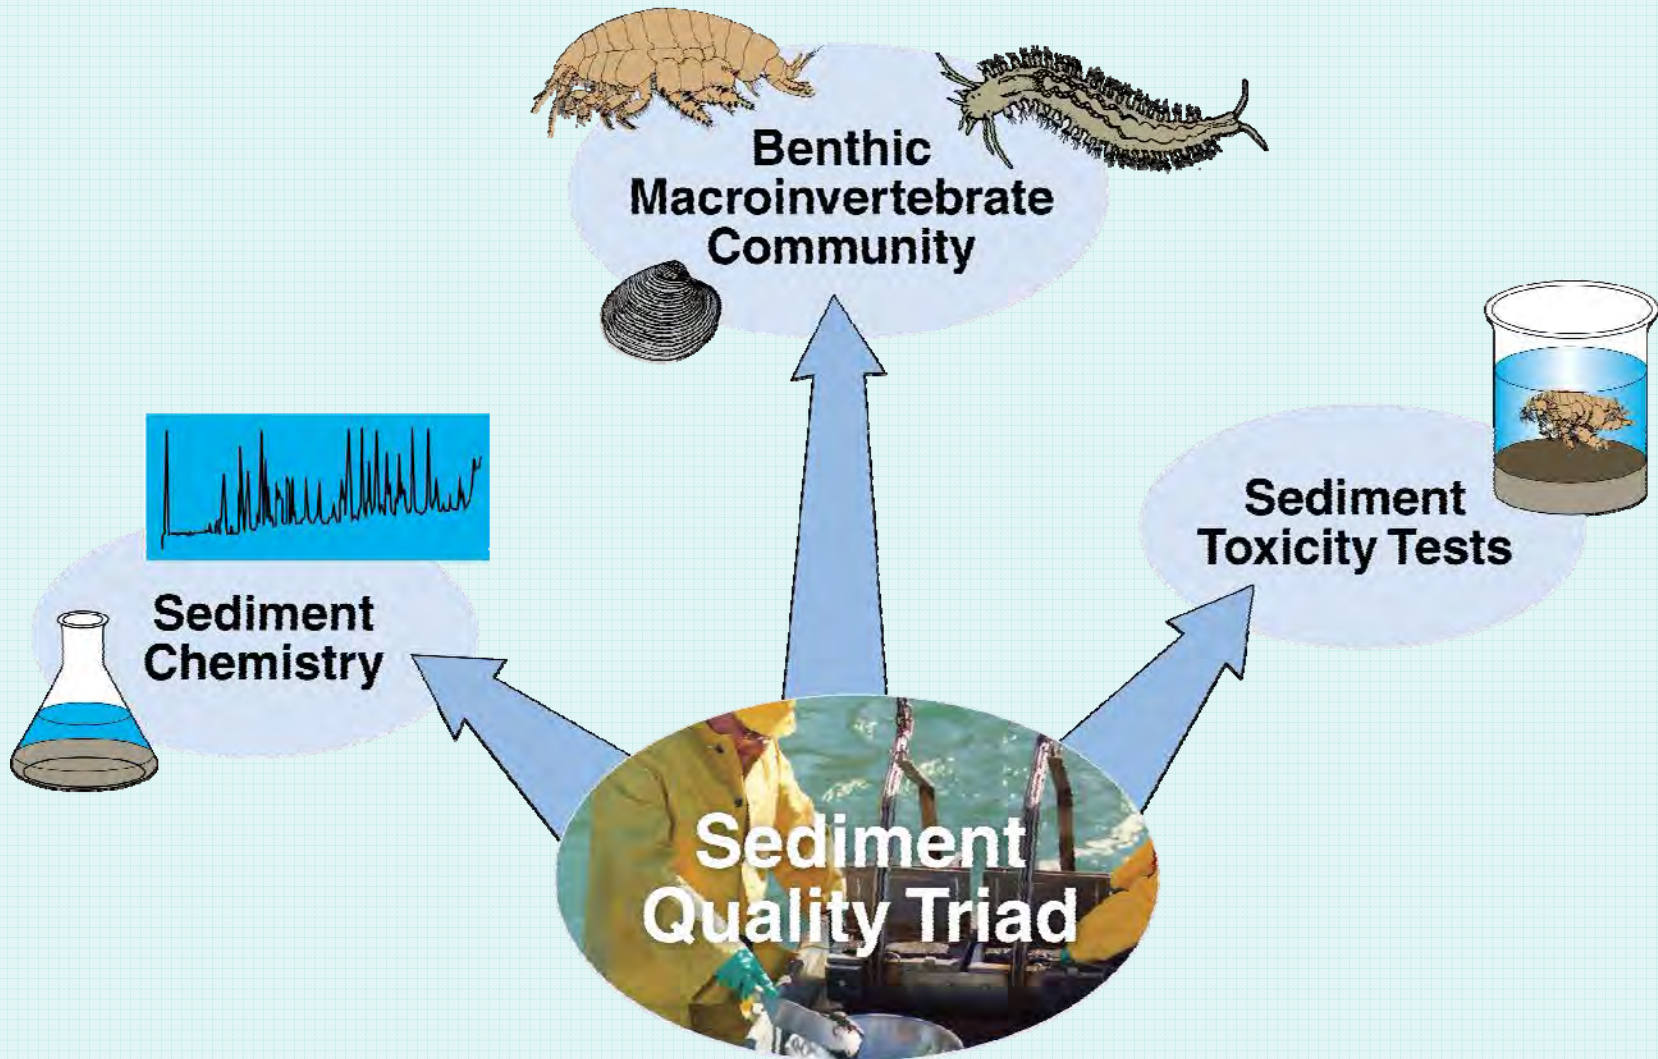 Benthic
Macroinvertebrate
Community
Sediment
Toxicity Tests
Sediment
Chemistry
Sediment
Quality Triad